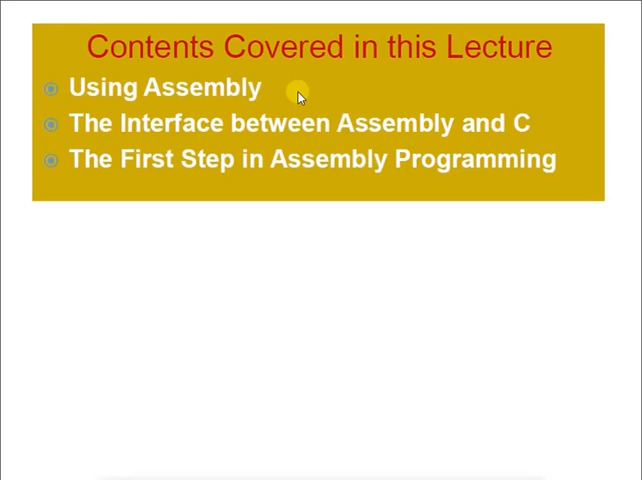 Contents Covered in this Lecture
Using Assembly
The Interface between Assembly and C
The First Step in Assembly Programming